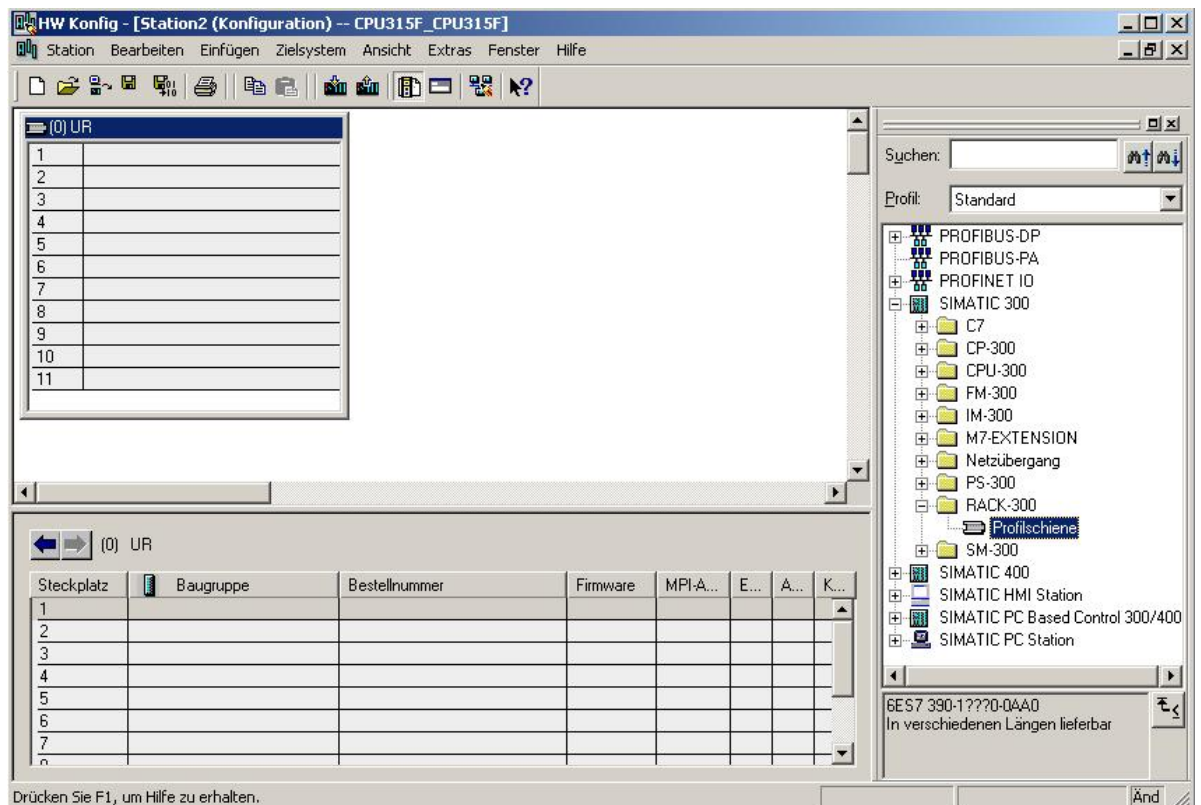 HW Konfig - [Station2 (Konfiguration) -- CPU315F_CPU315F]
Station Bearbeiten Einfügen Zielsystem Ansicht Extras Fenster Hilfe
(0) UR
1
2
3
4
5
6
7
8
9
10
11
Suchen:
Profil: Standard
PROFIBUS-DP
PROFIBUS-PA
PROFINET IO
SIMATIC 300
C7
CP-300
CPU-300
FM-300
IM-300
M7-EXTENSION
Netzübergang
PS-300
RACK-300
Profilschiene
SM-300
SIMATIC 400
SIMATIC HMI Station
SIMATIC PC Based Control 300/400
SIMATIC PC Station
6ES7 390-1???0-0AA0
In verschiedenen Längen lieferbar
(0) UR
Steckplatz Baugruppe Bestellnummer Firmware MPI-A... E... A... K...
1
2
3
4
5
6
7
Drücken Sie F1, um Hilfe zu erhalten. Änd